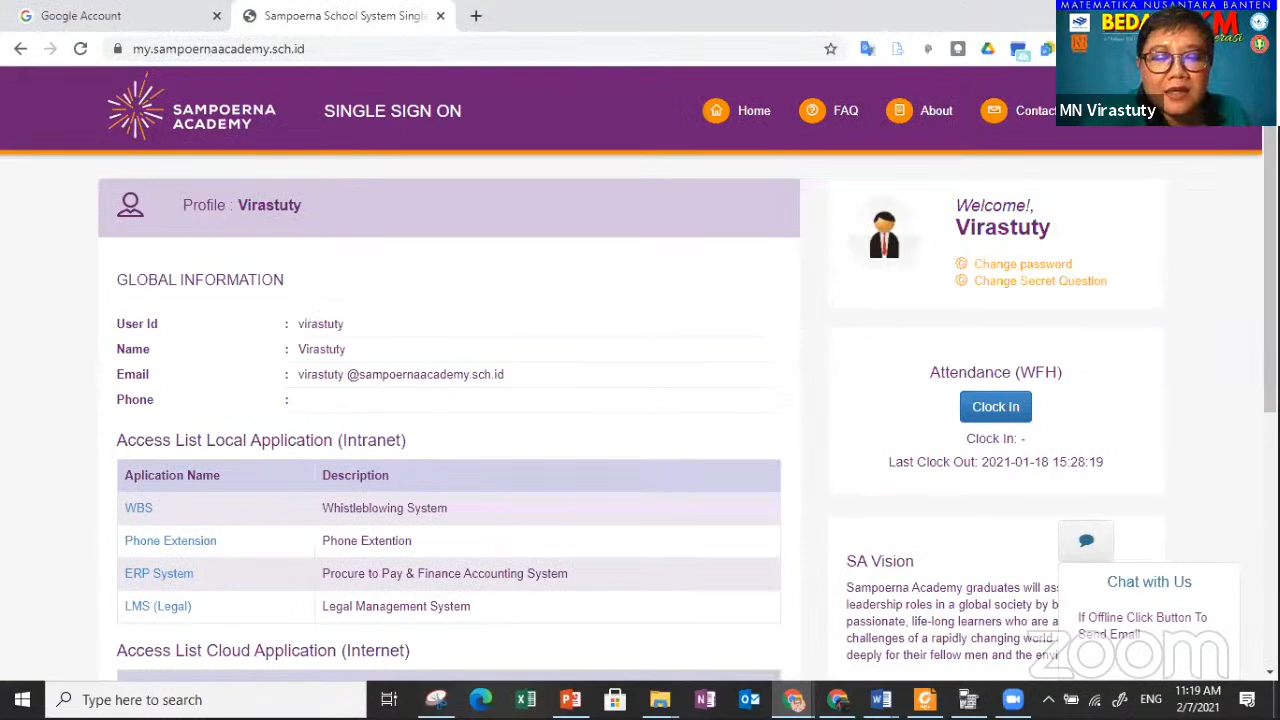 Google Account
Sampoerna School System Single
MATEMATIKA NUSANTARA BANTEN
my.sampoernaacademy.sch.id
MN Virastuty
SAMPOERNA
ACADEMY
SINGLE SIGN ON
Home
FAQ
About
Contac
Profile : Virastuty
Welcome!,
Virastuty
Change password
Change Secret Question
GLOBAL INFORMATION
User Id : virastuty
Name : Virastuty
Email : virastuty @sampoernaacademy.sch.id
Phone :
Attendance (WFH)
Clock In
Clock In: -
Last Clock Out: 2021-01-18 15:28:19
Access List Local Application (Intranet)
Aplication Name Description
WBS Whistleblowing System
Phone Extension Phone Extention
ERP System Procure to Pay & Finance Accounting System
LMS (Legal) Legal Management System
Access List Cloud Application (Internet)
SA Vision
Sampoerna Academy graduates will ass
leadership roles in a global society by b
passionate, life-long learners who are a
challenges of a rapidly changing world
deeply for their fellow men and the env
Chat with Us
If Offline Click Button To
Send Email
zoom
Type here to search
ENG
11:19 AM
2/7/2021